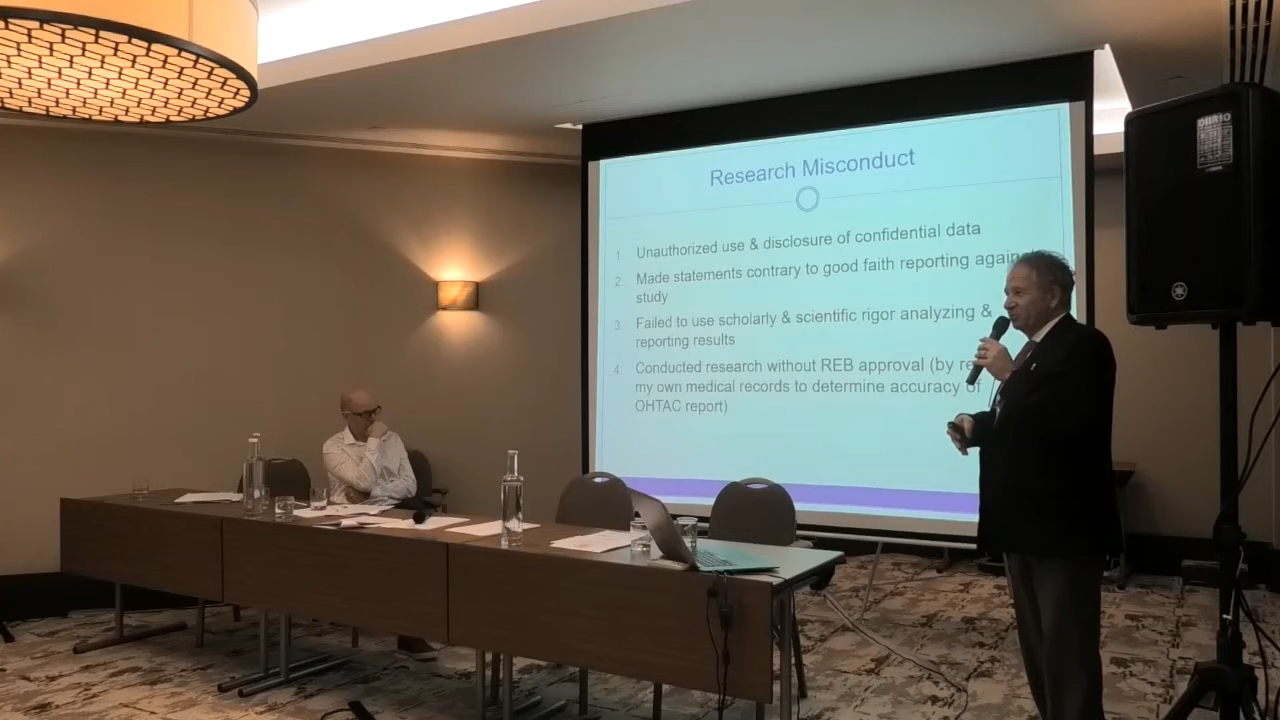 Research Misconduct
1. Unauthorized use & disclosure of confidential data
2. Made statements contrary to good faith reporting against
study
3. Failed to use scholarly & scientific rigor analyzing &
reporting results
4. Conducted research without REB approval (by
my own medical records to determine accuracy of
OHTAC report)
DBR10